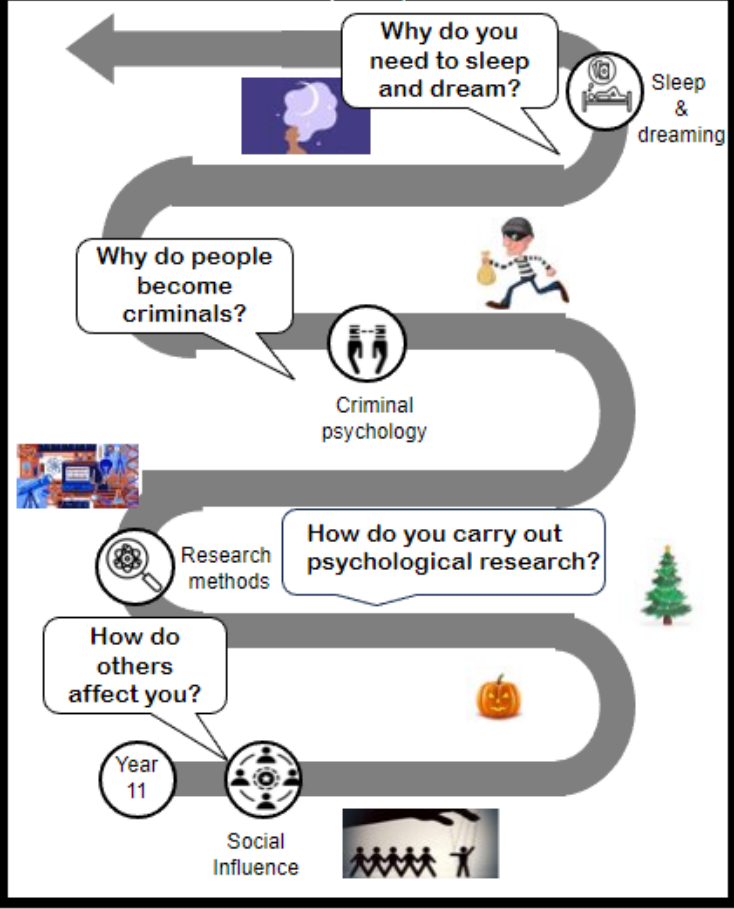 Why do you
need to sleep
and dream?
Sleep
&
dreaming
Why do people
become
criminals?
Criminal
psychology
Research
methods
How do you carry out
psychological research?
How do
others
affect you?
Year
11
Social
Influence